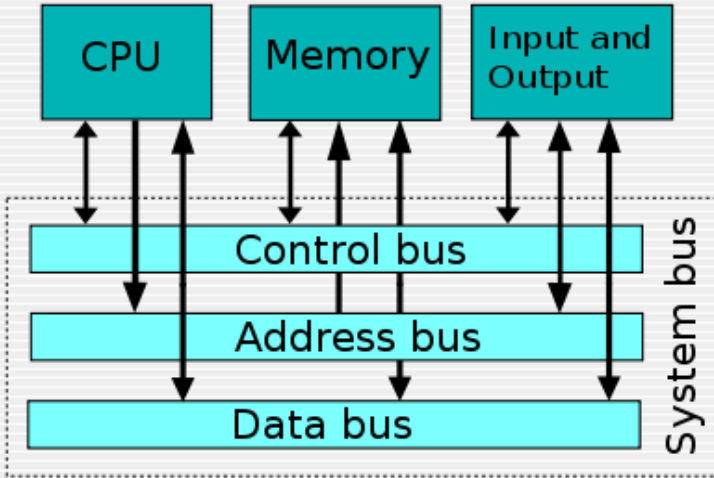 CPU
Memory
Input and
Output
Control bus
Address bus
Data bus
System bus